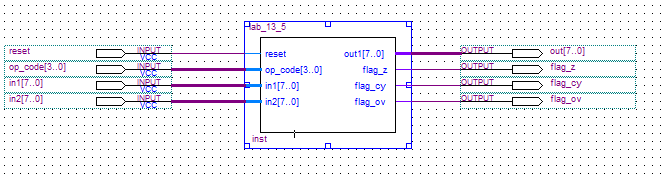 lab_13_5
reset INPUT VCC reset out1[7..0] OUTPUT out[7..0]
op_code[3..0] INPUT VCC op_code[3..0] flag_z OUTPUT flag_z
in1[7..0] INPUT VCC in1[7..0] flag_cy OUTPUT flag_cy
in2[7..0] INPUT VCC in2[7..0] flag_ov OUTPUT flag_ov
inst